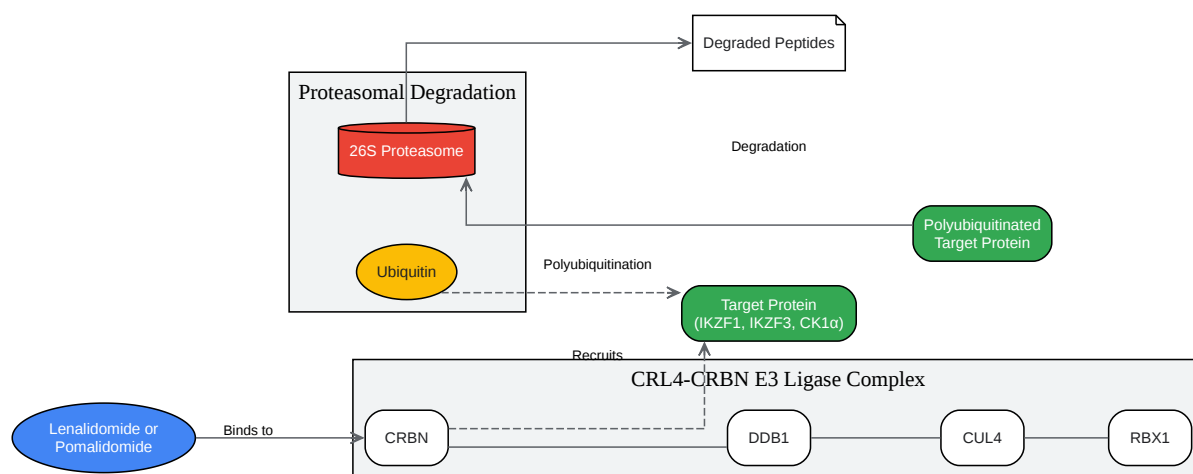 Degraded Peptides
Proteasomal Degradation
26S Proteasome
Degradation
Polyubiquitinated
Target Protein
Ubiquitin
Polyubiquitination
Target Protein
(IKZF1, IKZF3, CK1α)
Recruits
CRL4-CRBN E3 Ligase Complex
Lenalidomide or
Pomalidomide
Binds to
CRBN
DDB1
CUL4
RBX1